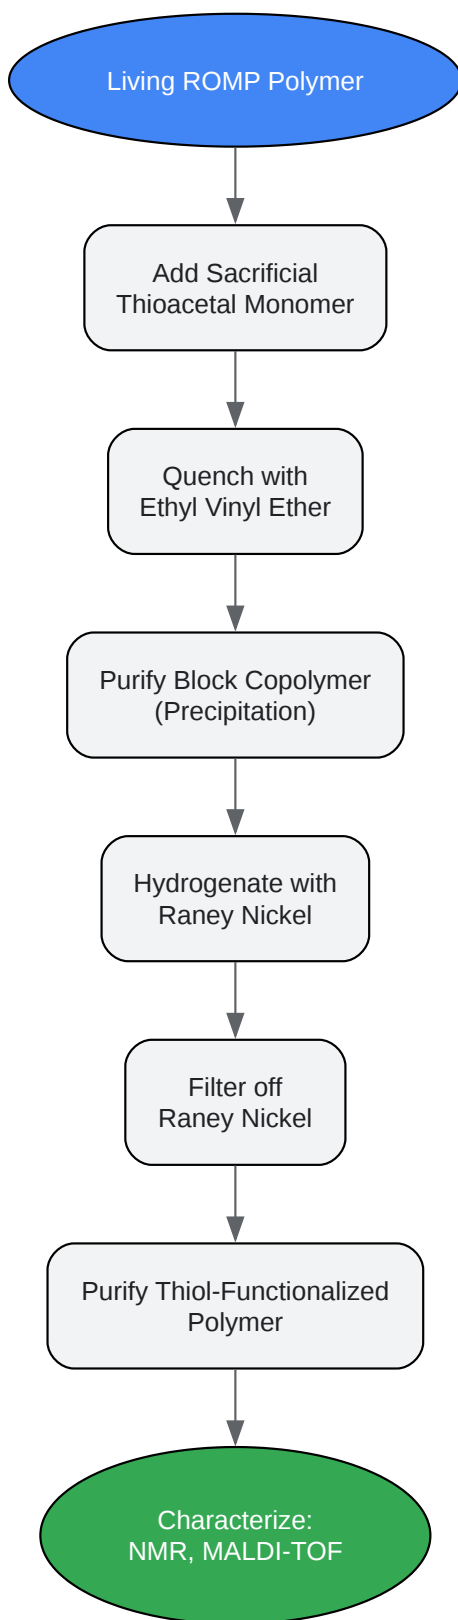 Living ROMP Polymer
Add Sacrificial
Thioacetal Monomer
Quench with
Ethyl Vinyl Ether
Purify Block Copolymer
(Precipitation)
Hydrogenate with
Raney Nickel
Filter off
Raney Nickel
Purify Thiol-Functionalized
Polymer
Characterize:
NMR, MALDI-TOF